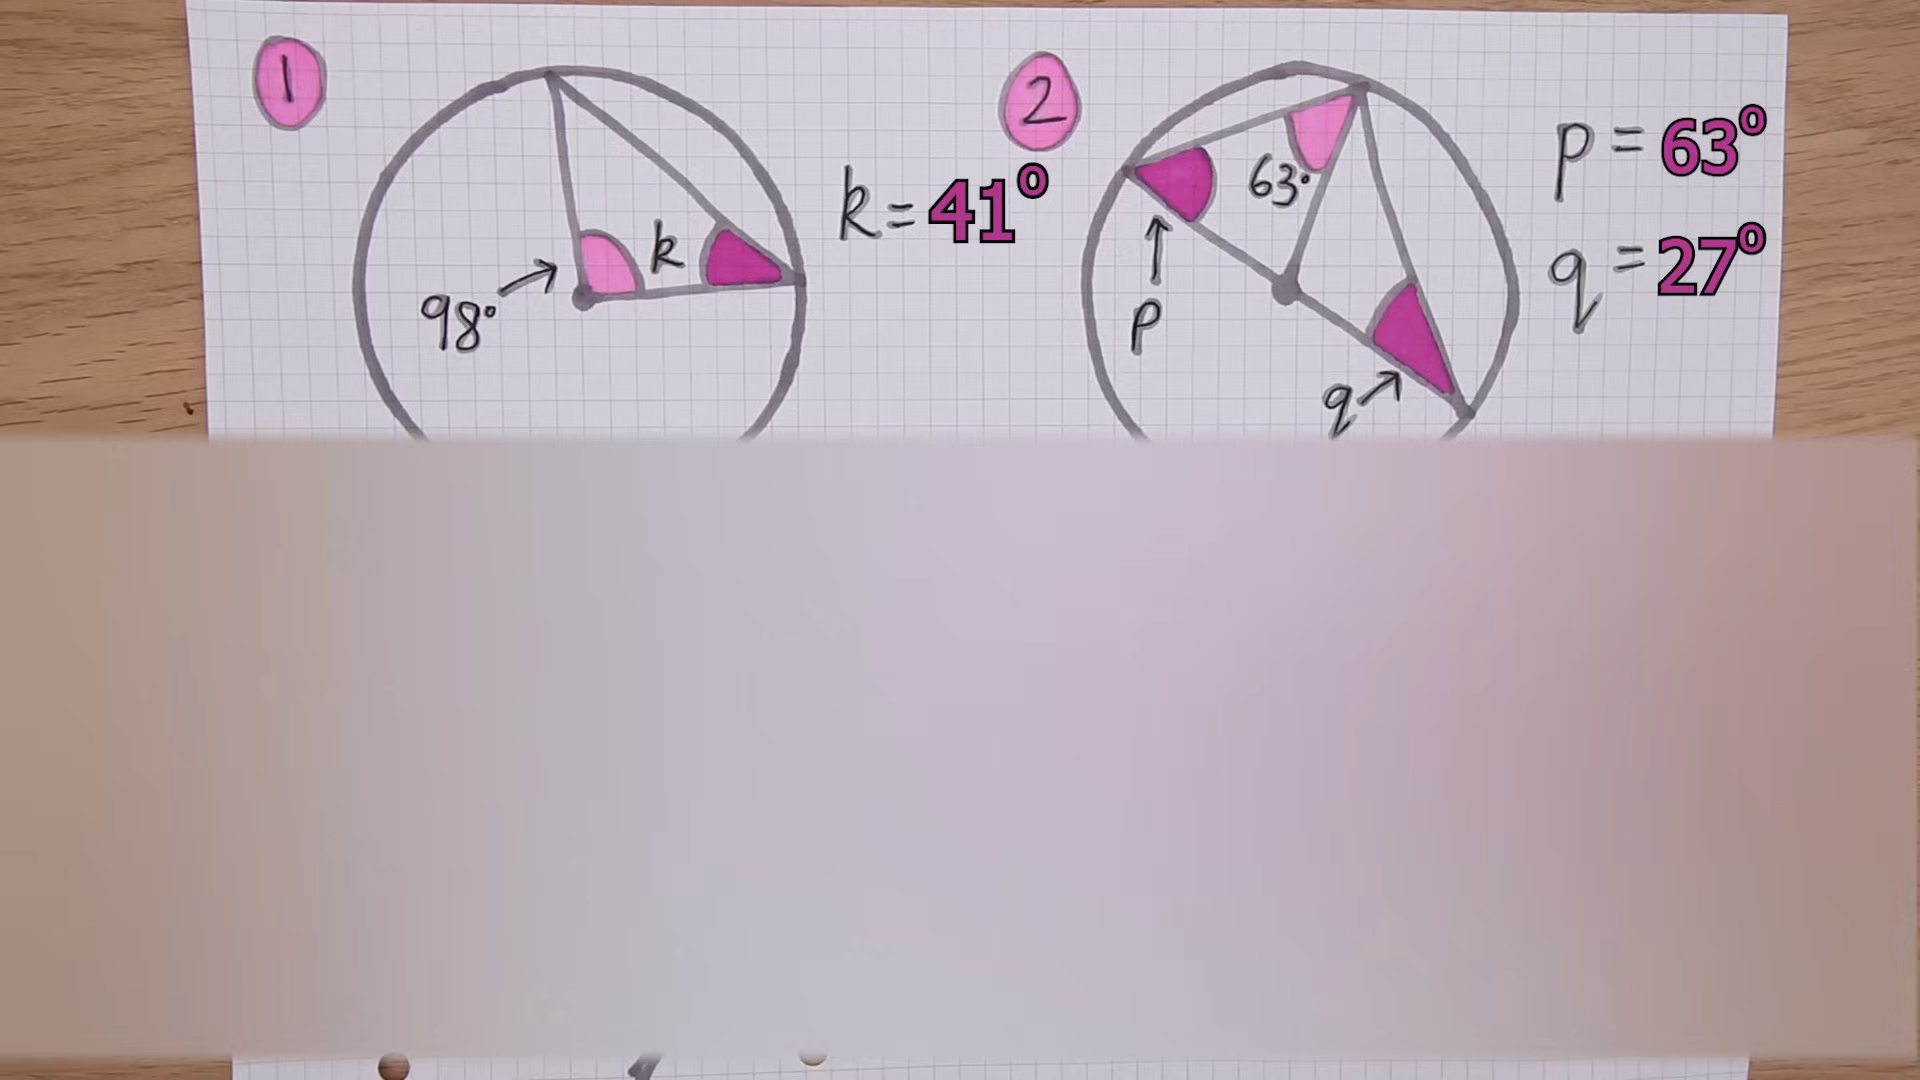 1
98°
k
k = 41°
2
63°
p
q
p = 63°
q = 27°